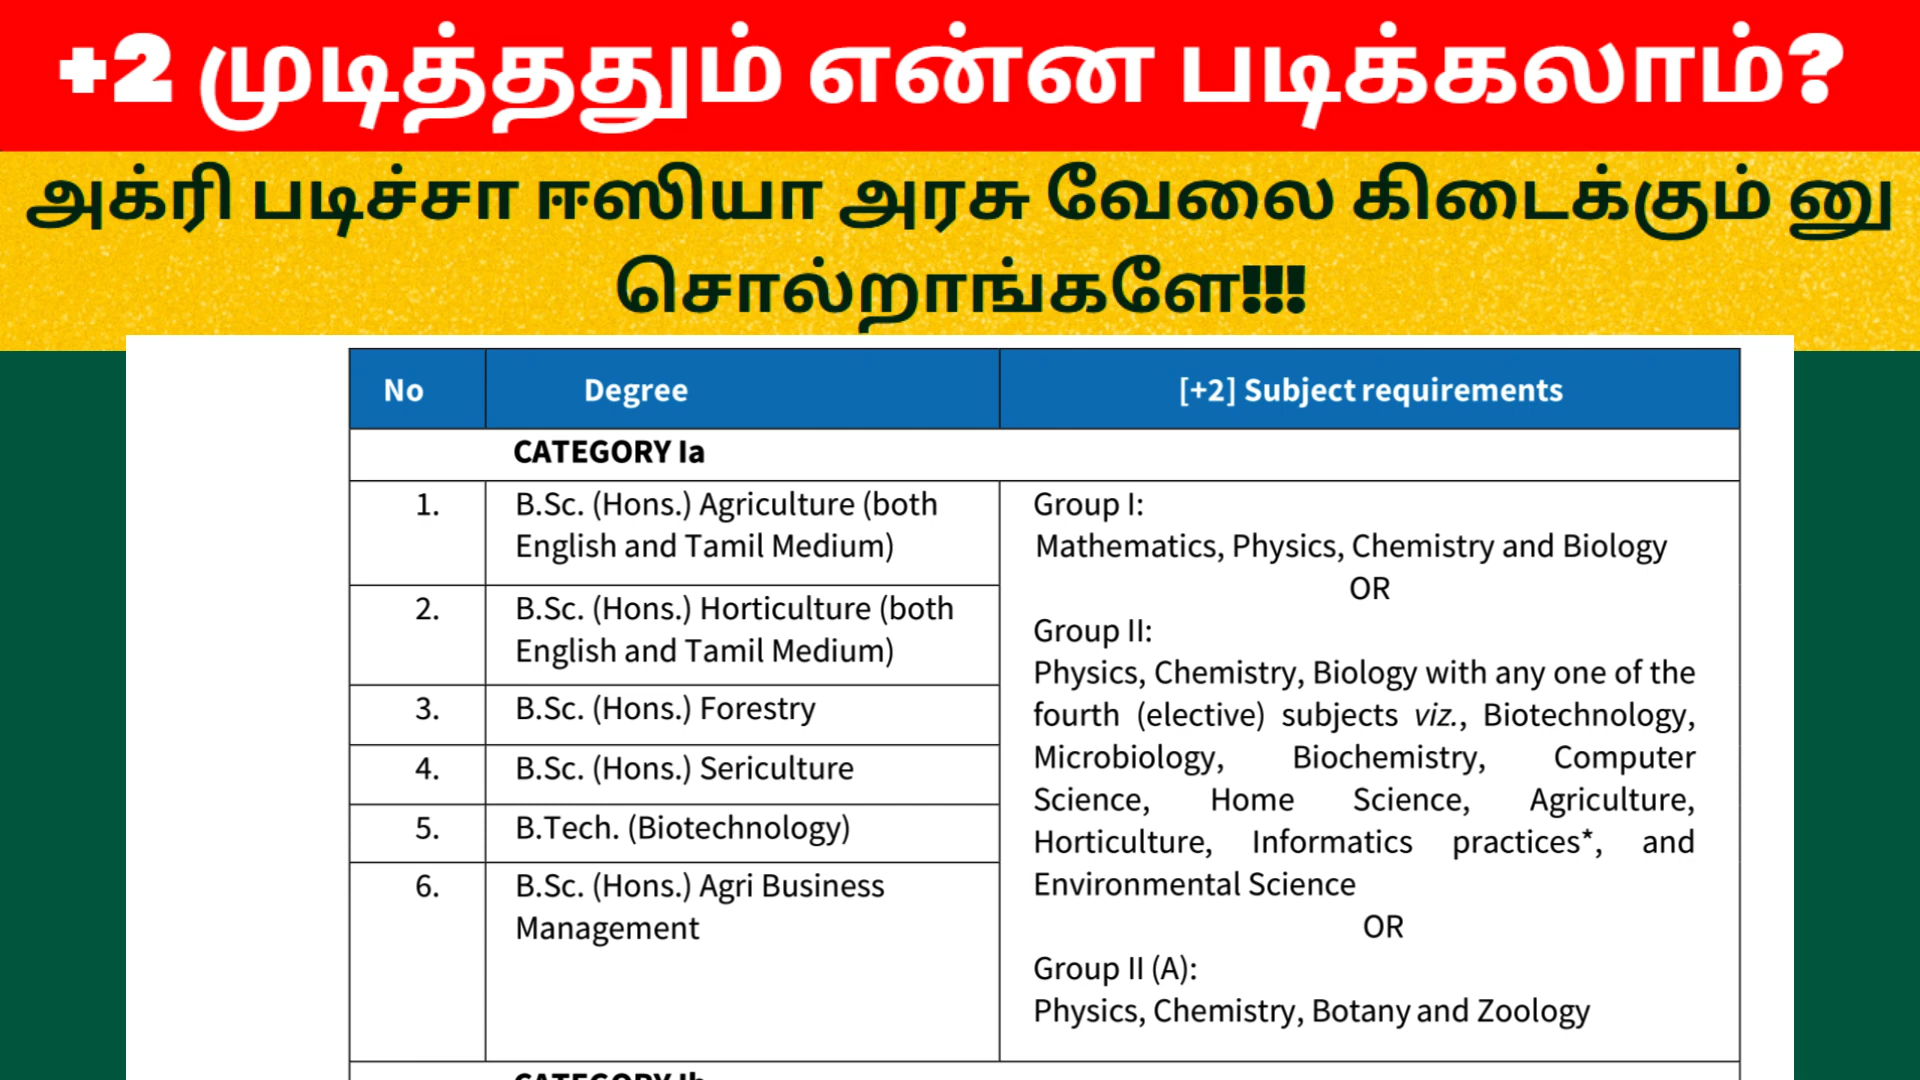 +2 முடித்ததும் என்ன படிக்கலாம்?
அக்ரி படிச்சா ஈஸியா அரசு வேலை கிடைக்கும் னு
சொல்றாங்களே!!!
No Degree [+2] Subject requirements
CATEGORY Ia
1. B.Sc. (Hons.) Agriculture (both
English and Tamil Medium)
2. B.Sc. (Hons.) Horticulture (both
English and Tamil Medium)
3. B.Sc. (Hons.) Forestry
4. B.Sc. (Hons.) Sericulture
5. B.Tech. (Biotechnology)
6. B.Sc. (Hons.) Agri Business
Management
Group I:
Mathematics, Physics, Chemistry and Biology
OR
Group II:
Physics, Chemistry, Biology with any one of the
fourth (elective) subjects viz., Biotechnology,
Microbiology, Biochemistry, Computer
Science, Home Science, Agriculture,
Horticulture, Informatics practices*, and
Environmental Science
OR
Group II (A):
Physics, Chemistry, Botany and Zoology
CATEGORY Ib